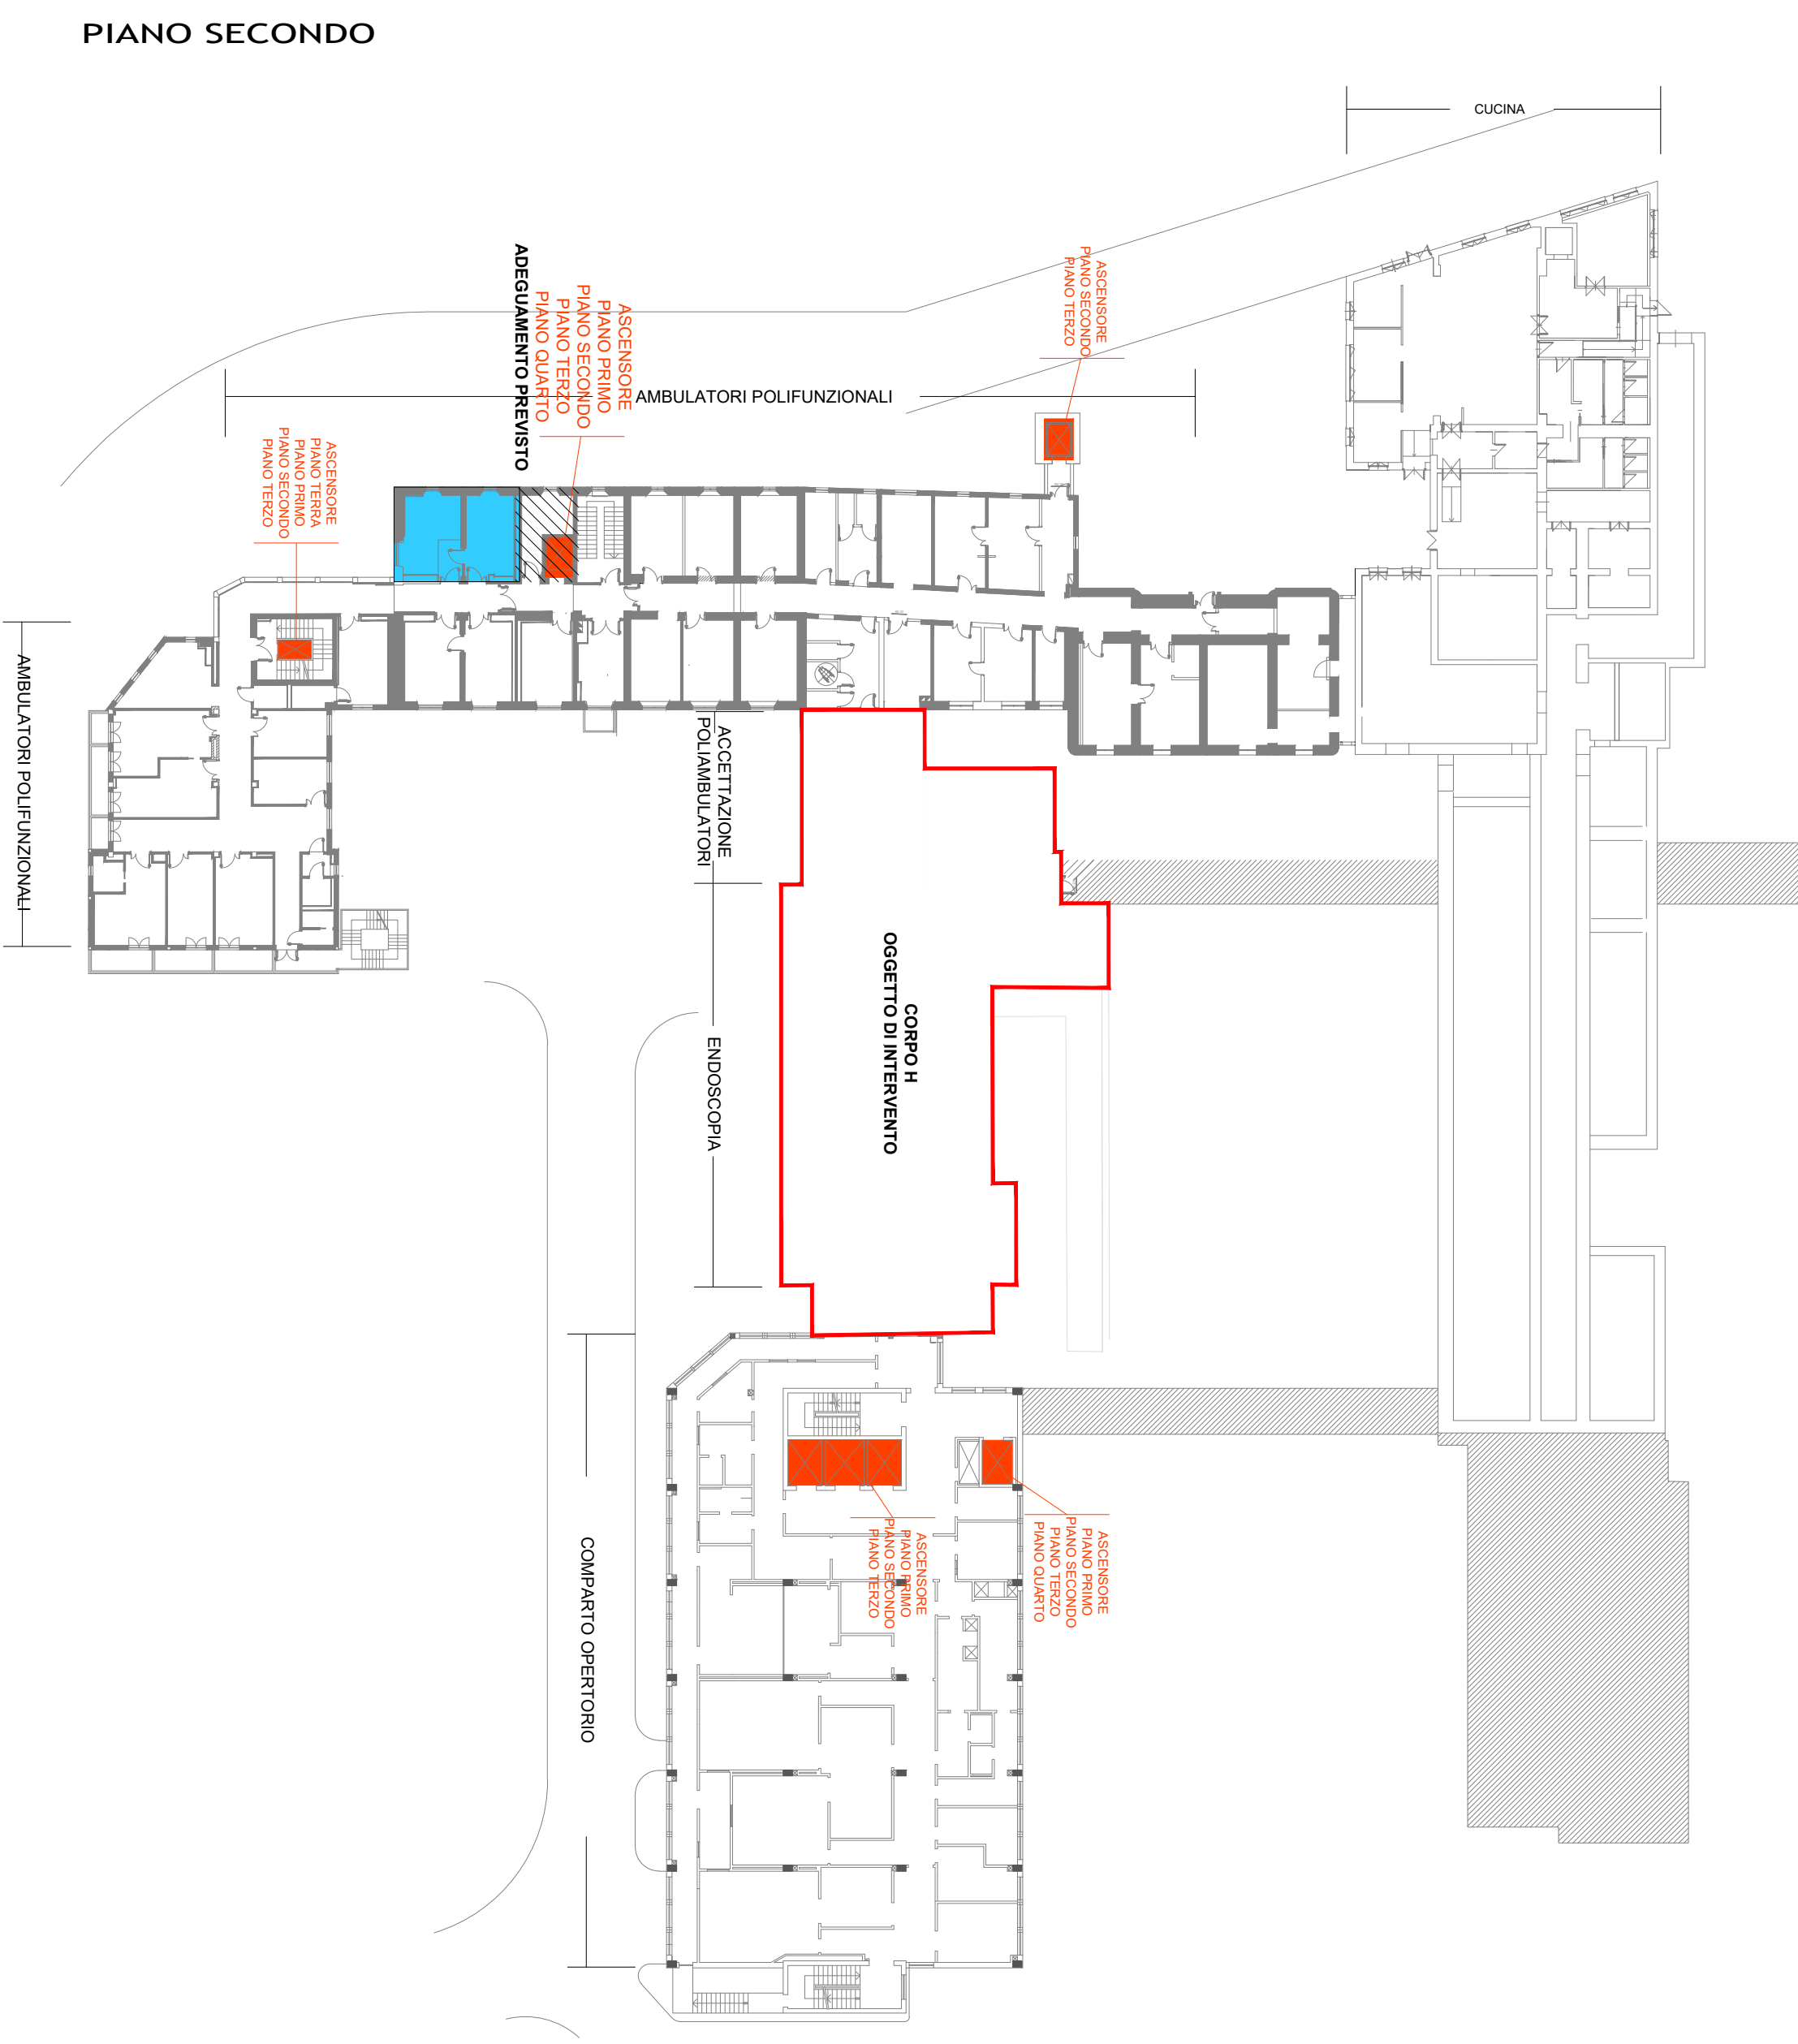 PIANO SECONDO
CUCINA
ADEGUAMENTO PREVISTO
ASCENSORE
PIANO PRIMO
PIANO SECONDO
PIANO TERZO
PIANO QUARTO
ASCENSORE
PIANO SECONDO
PIANO TERZO
AMBULATORI POLIFUNZIONALI
ASCENSORE
PIANO TERRA
PIANO PRIMO
PIANO SECONDO
PIANO TERZO
AMBULATORI POLIFUNZIONALI
ACCETTAZIONE
POLIAMBULATORI
CORPO H
OGGETTO DI INTERVENTO
ENDOSCOPIA
COMPARTO OPERTORIO
ASCENSORE
PIANO PRIMO
PIANO SECONDO
PIANO TERZO
ASCENSORE
PIANO PRIMO
PIANO SECONDO
PIANO TERZO
PIANO QUARTO